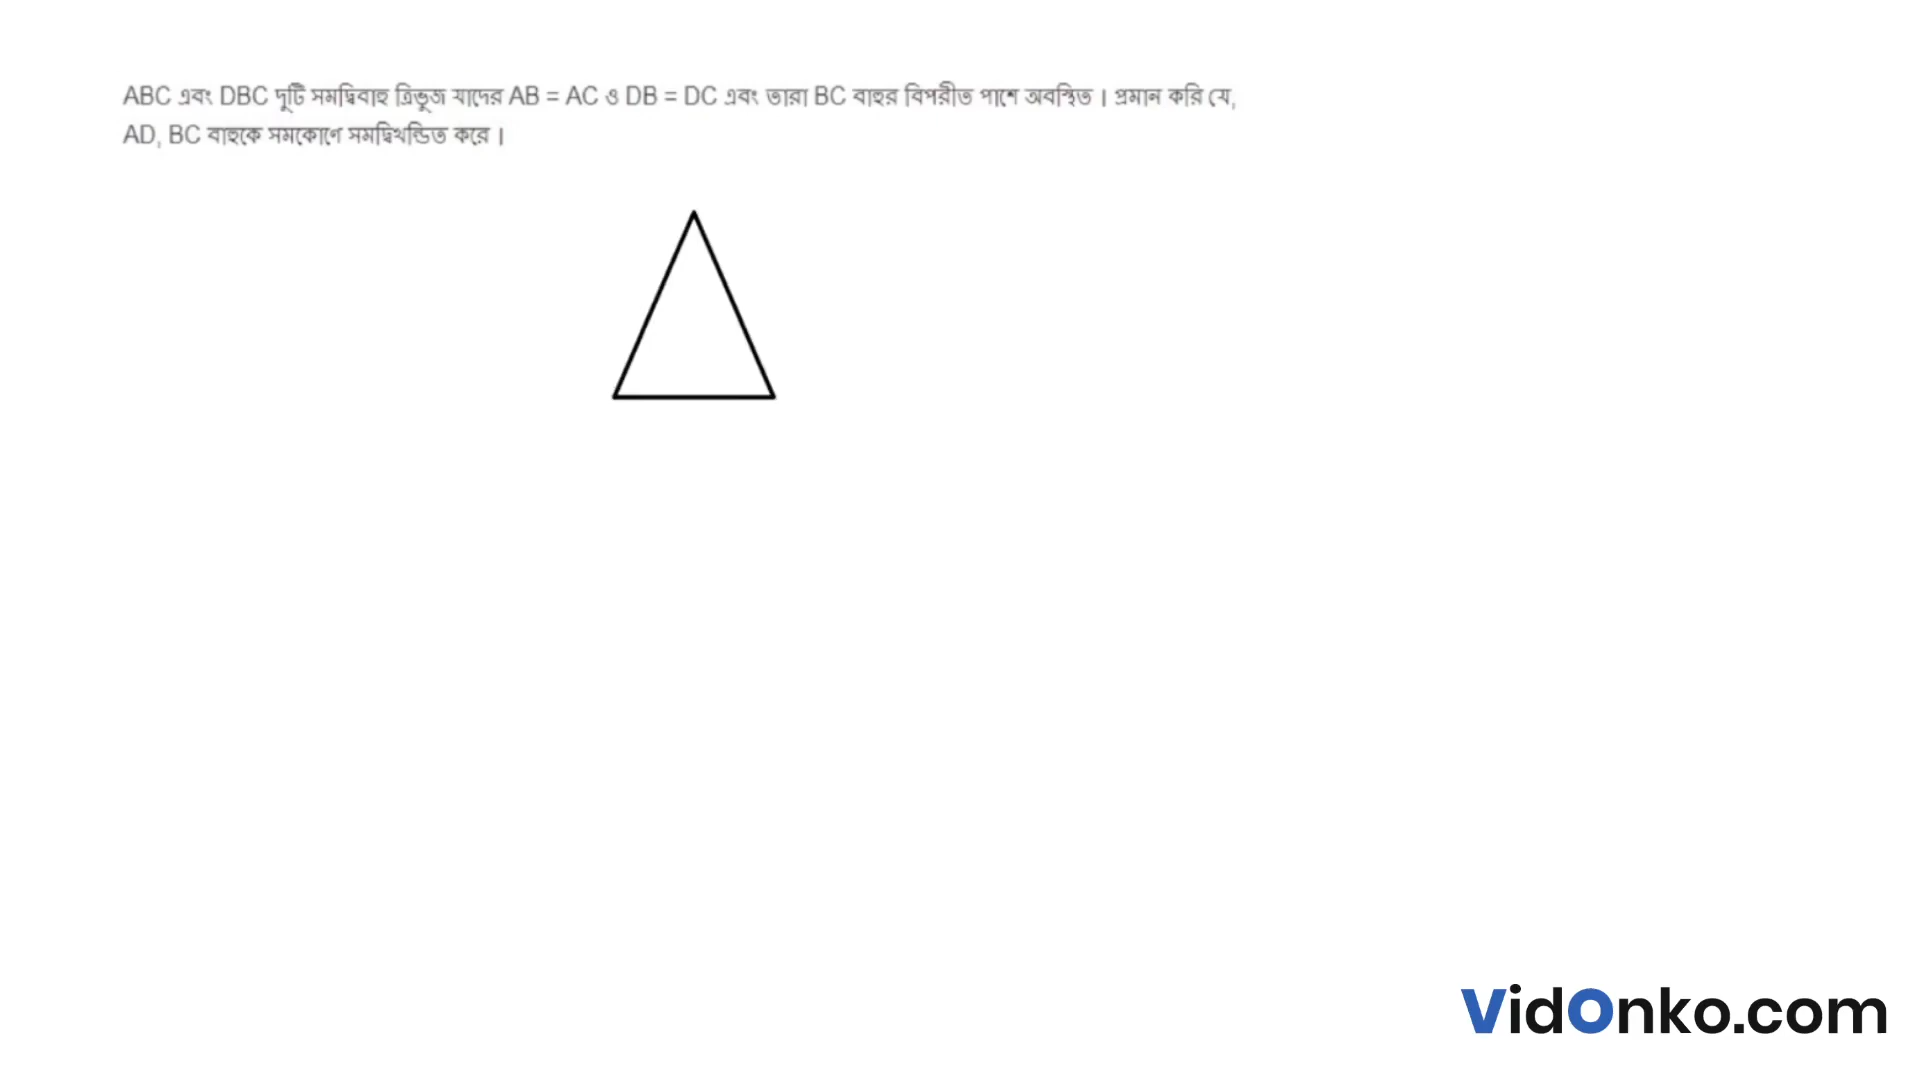 ABC এবং DBC দুটি সমদ্বিবাহু ত্রিভুজ যাদের AB = AC ও DB = DC এবং তারা BC বাহুর বিপরীত পাশে অবস্থিত । প্রমান করি যে,
AD, BC বাহুকে সমকোণে সমদ্বিখন্ডিত করে ।
VidOnko.com